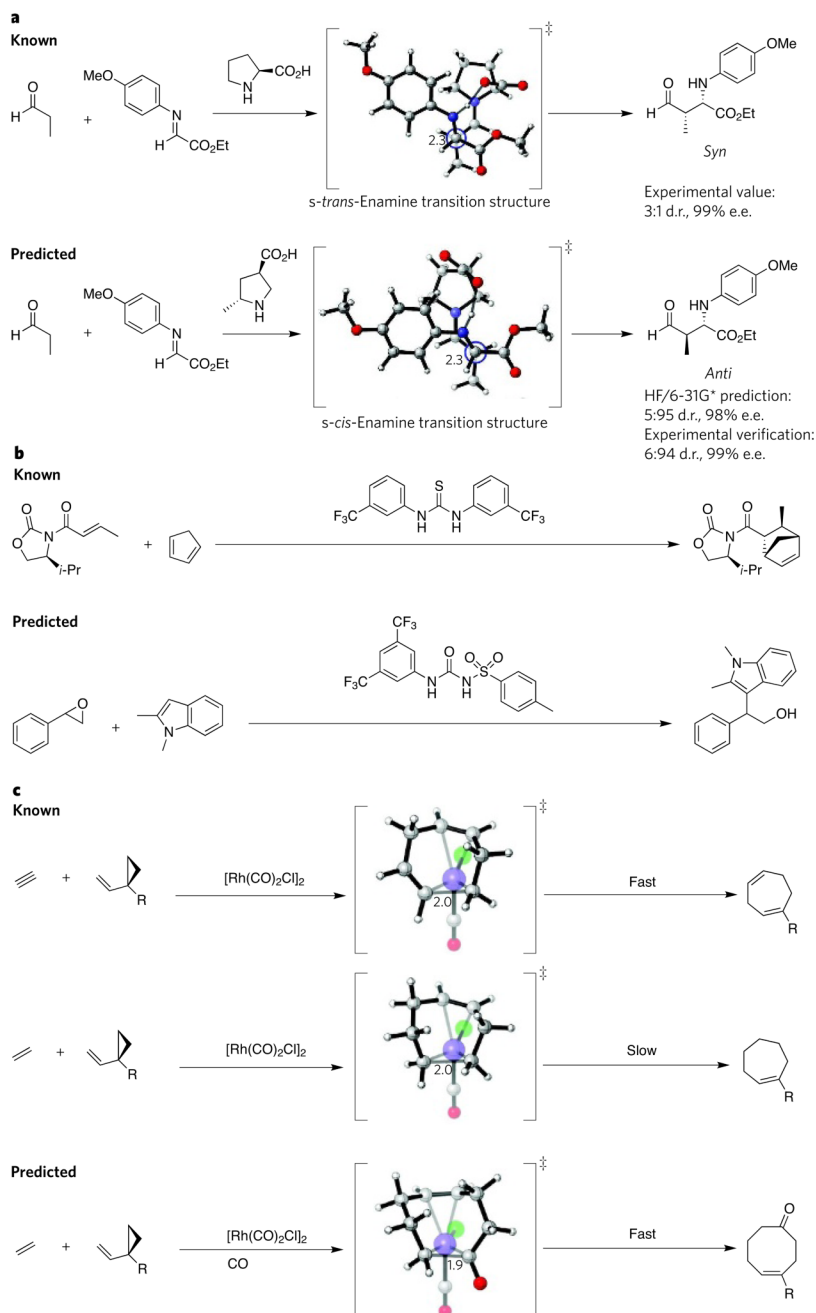 a
Known
H
O
+
MeO
N
H
CO2Et
N
H
CO2H
2.3
‡
s-trans-Enamine transition structure
O
H
HN
OMe
CO2Et
Syn
Experimental value:
3:1 d.r., 99% e.e.
Predicted
H
O
+
MeO
N
H
CO2Et
CO2H
N
H
2.3
‡
s-cis-Enamine transition structure
O
H
HN
OMe
CO2Et
Anti
HF/6-31G* prediction:
5:95 d.r., 98% e.e.
Experimental verification:
6:94 d.r., 99% e.e.
b
Known
O
O
N
O
i-Pr
+
F3C
N
H
S
N
H
CF3
O
O
N
O
i-Pr
Predicted
O
+
N
CF3
F3C
N
H
O
N
H
O
S
O
N
OH
c
Known
+
R
[Rh(CO)2Cl]2
2.0
‡
Fast
R
+
R
[Rh(CO)2Cl]2
2.0
‡
Slow
R
Predicted
+
R
[Rh(CO)2Cl]2
CO
1.9
‡
Fast
O
R